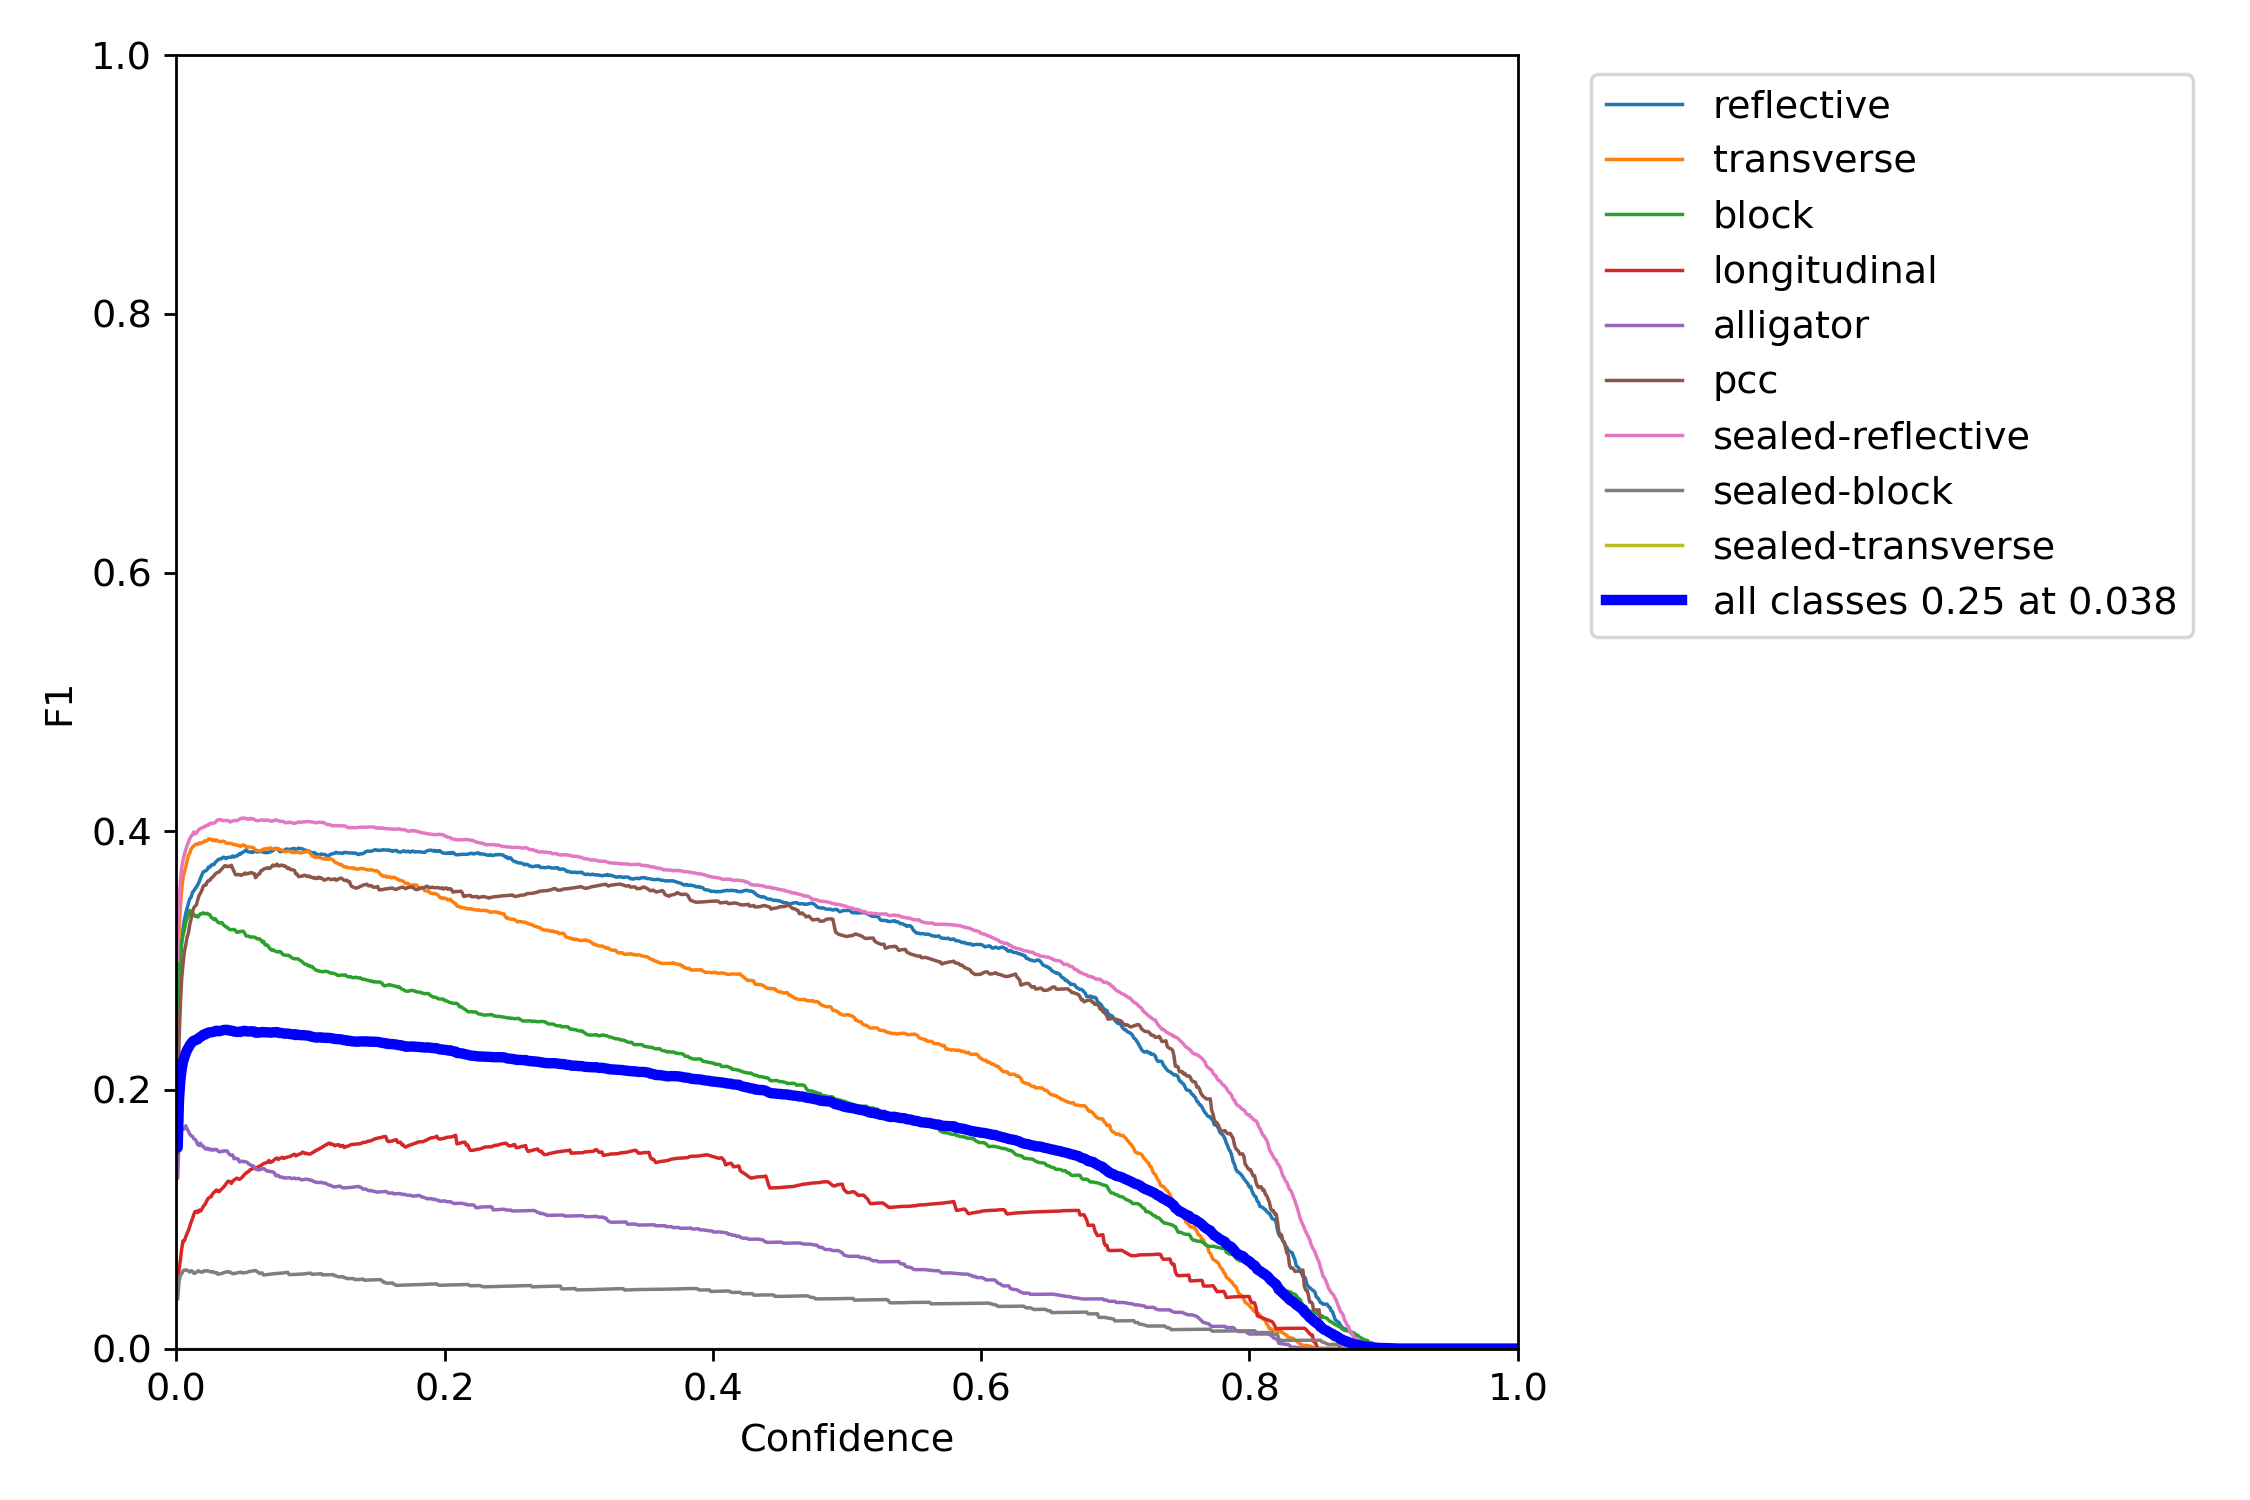 1.0
0.8
0.6
0.4
0.2
0.0
F1
0.0 0.2 0.4 0.6 0.8 1.0
Confidence
reflective
transverse
block
longitudinal
alligator
pcc
sealed-reflective
sealed-block
sealed-transverse
all classes 0.25 at 0.038